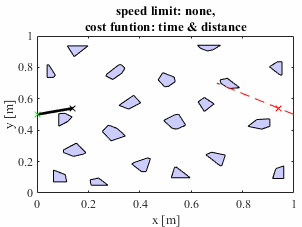 speed limit: none,
cost funtion: time & distance
1
0.8
0.6
0.4
0.2
0
y [m]
0 0.2 0.4 0.6 0.8 1
x [m]